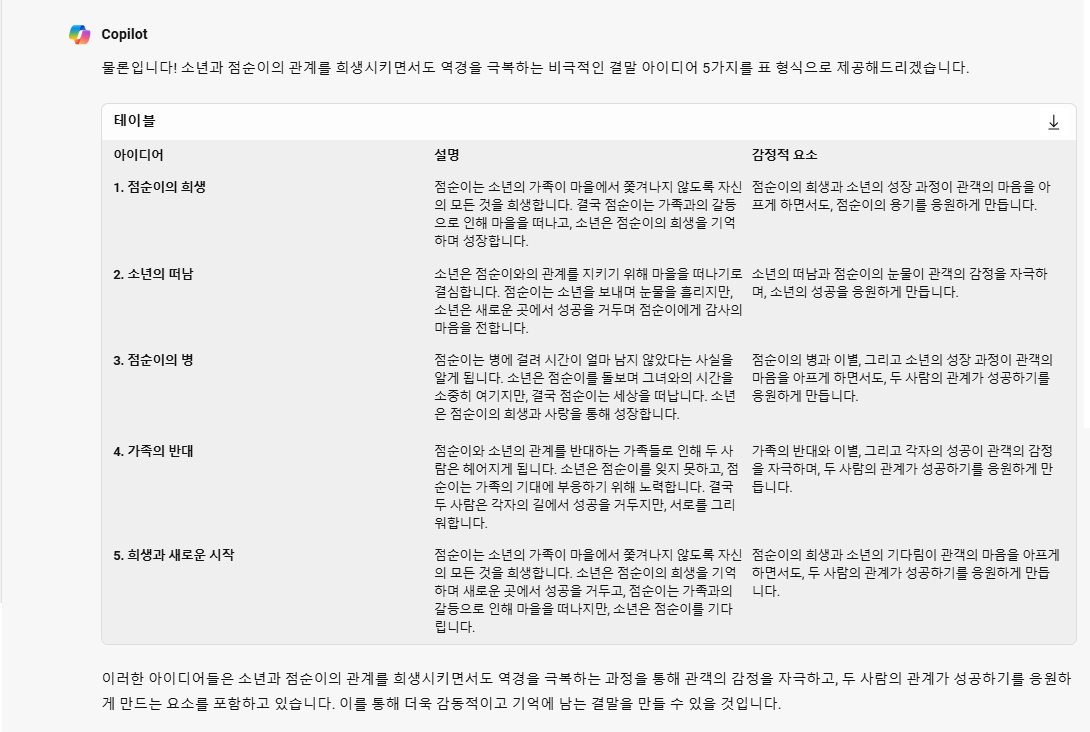 Copilot
물론입니다! 소년과 점순이의 관계를 희생시키면서도 역경을 극복하는 비극적인 결말 아이디어 5가지를 표 형식으로 제공해드리겠습니다.
테이블
아이디어 설명 감정적 요소
1. 점순이의 희생
점순이는 소년의 가족이 마을에서 쫓겨나지 않도록 자신
의 모든 것을 희생합니다. 결국 점순이는 가족과의 갈등
으로 인해 마을을 떠나고, 소년은 점순이의 희생을 기억
하며 성장합니다.
점순이의 희생과 소년의 성장 과정이 관객의 마음을 아
프게 하면서도, 점순이의 용기를 응원하게 만듭니다.
2. 소년의 떠남
소년은 점순이와의 관계를 지키기 위해 마을을 떠나기로
결심합니다. 점순이는 소년을 보내며 눈물을 흘리지만,
소년은 새로운 곳에서 성공을 거두며 점순이에게 감사의
마음을 전합니다.
소년의 떠남과 점순이의 눈물이 관객의 감정을 자극하
며, 소년의 성공을 응원하게 만듭니다.
3. 점순이의 병
점순이는 병에 걸려 시간이 얼마 남지 않았다는 사실을
알게 됩니다. 소년은 점순이를 돌보며 그녀와의 시간을
소중히 여기지만, 결국 점순이는 세상을 떠납니다. 소년
은 점순이의 희생과 사랑을 통해 성장합니다.
점순이의 병과 이별, 그리고 소년의 성장 과정이 관객의
마음을 아프게 하면서도, 두 사람의 관계가 성공하기를
응원하게 만듭니다.
4. 가족의 반대
점순이와 소년의 관계를 반대하는 가족들로 인해 두 사
람은 헤어지게 됩니다. 소년은 점순이를 잊지 못하고, 점
순이는 가족의 기대에 부응하기 위해 노력합니다. 결국
두 사람은 각자의 길에서 성공을 거두지만, 서로를 그리
워합니다.
가족의 반대와 이별, 그리고 각자의 성공이 관객의 감정
을 자극하며, 두 사람의 관계가 성공하기를 응원하게 만
듭니다.
5. 희생과 새로운 시작
점순이는 소년의 가족이 마을에서 쫓겨나지 않도록 자신
의 모든 것을 희생합니다. 소년은 점순이의 희생을 기억
하며 새로운 곳에서 성공을 거두고, 점순이는 가족과의
갈등으로 인해 마을을 떠나지만, 소년은 점순이를 기다
립니다.
점순이의 희생과 소년의 기다림이 관객의 마음을 아프게
하면서도, 두 사람의 관계가 성공하기를 응원하게 만듭
니다.
이러한 아이디어들은 소년과 점순이의 관계를 희생시키면서도 역경을 극복하는 과정을 통해 관객의 감정을 자극하고, 두 사람의 관계가 성공하기를 응원하
게 만드는 요소를 포함하고 있습니다. 이를 통해 더욱 감동적이고 기억에 남는 결말을 만들 수 있을 것입니다.